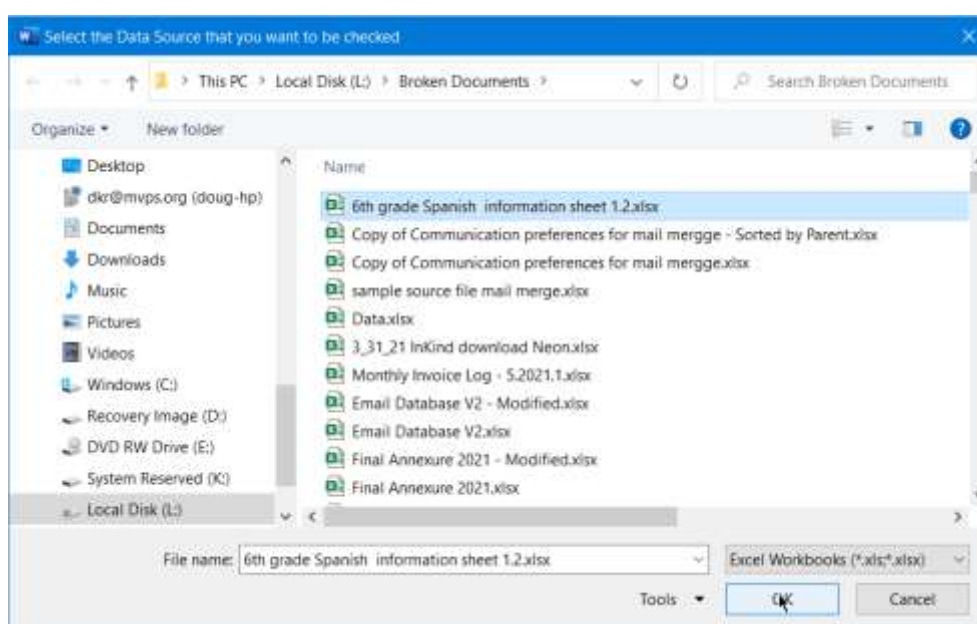 Select the Data Source that you want to be checked
This PC > Local Disk (L:) > Broken Documents >
Search Broken Documents
Organize New folder
Desktop
dkr@mvps.org (doug-hp)
Documents
Downloads
Music
Pictures
Videos
Windows (C:)
Recovery Image (D:)
DVD RW Drive (E:)
System Reserved (K:)
Local Disk (L:)
Name
6th grade Spanish information sheet 1.2.xlsx
Copy of Communication preferences for mail mergge - Sorted by Parent.xlsx
Copy of Communication preferences for mail mergge.xlsx
sample source file mail merge.xlsx
Data.xlsx
3_31_21 InKind download Neon.xlsx
Monthly Invoice Log - 5.2021.1.xlsx
Email Database V2 - Modified.xlsx
Email Database V2.xlsx
Final Annexure 2021 - Modified.xlsx
Final Annexure 2021.xlsx
File name: 6th grade Spanish information sheet 1.2.xlsx
Excel Workbooks (*.xls;*.xlsx)
Tools OK Cancel